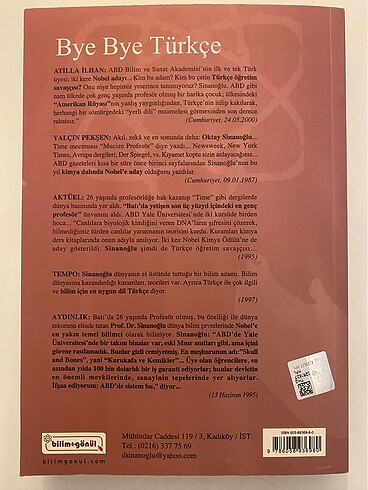 Bye Bye Türkçe
ATİLLA İLHAN: ABD Bilim ve Sanat Akademisi'nin ilk ve tek Türk
üyesi; iki kere Nobel adayı... Kim bu adam? Kim bu çetin Türkçe öğretim
savaşçısı? Onu niye hepimiz yeterince tanımıyoruz? Sinanoğlu, ABD gibi
nam ülkede çok genç yaşında profesör olmuş bir harika çocuk; ülkesindeki
"Amerikan Rüyası"nın yanlış yaygınlığından, Türkçe'nin itilip kakılarak,
herhangi bir sömürgedeki "yerli dili" muamelesi görmesinden son derece
rahatsız."
(Cumhuriyet, 24.05.2000)
YALÇIN PEKŞEN: Akıl, zekâ ve en sonunda deha: Oktay Sinanoğlu...
Time mecmuası "Mucize Profesör" diye yazdı... Newsweek, New York
Times, Avrupa dergileri; Der Spiegel, vs. Kıyamet koptu sizin anlayacağınız...
ABD gazeteleri kısa bir süre önce birinci sayfalarından Sinanoğlu'nun bu
yıl kimya dalında Nobel'e aday olduğunu yazdılar.
(Cumhuriyet, 09.01.1987)
AKTÜEL: 26 yaşında profesörlüğe hak kazanıp "Time" gibi dergilerde
dünya basınında yer aldı: "Batı'da yetişen son üç yüzyıl içindeki en genç
profesör" ünvanını aldı. ABD Yale Üniversitesi'nde iki kürsüde birden
hoca... "Canlılara biyolojik kimliğini veren DNA'ların şifresini çözerek,
bilmediğimiz türden canlılar yaratmanın teorisini kurdu. Kuramları kimya
ders kitaplarında onun adıyla anılıyor. İki kez Nobel Kimya Ödülü'ne de
aday gösterildi. Sinanoğlu şimdi de Türkçe öğretim savaşçısı....
(1995)
TEMPO: Sinanoğlu dünyanın el üstünde tuttuğu bir bilim adamı. Bilim
dünyasına kazandırdığı kuramları, teorileri var. Ayrıca Türkçe ile çok ilgili
ve bilim için en uygun dil Türkçe diyor.
(1997)
AYDINLIK: Batı'da 26 yaşında Profesör olmuş, bu özelliği ile dünya
rekorunu elinde tutan Prof. Dr. Sinanoğlu dünya bilim çevrelerinde Nobel'e
en yakın temel bilimci olarak biliniyor. Sinanoğlu: "ABD'de Yale
Üniversitesi'nde bir takım binalar var, eski Mısır anıtları gibi, ama içini
görene rastlamadık. Bunlar gizli cemiyetmiş. En meşhurunun adı:"Skull
and Bones", yani "Kurukafa ve Kemikler"... Üye olan öğrencilere, en
azından yılda 100 bin dolarlık bir iş garanti ediyorlar; bunlar devletin
en önemli mevkilerinde, sanayinin tepelerinde yer alıyorlar.
İfşaa ediyorum: ABD'de sistem bu," diyor...
(13 Haziran 1995)
bilim+gönül
bilimgonul.com
Mühürdar Caddesi 119 / 3, Kadıköy / İST.
Tel : (0216) 337 75 69
dsinanoglu@yahoo.com